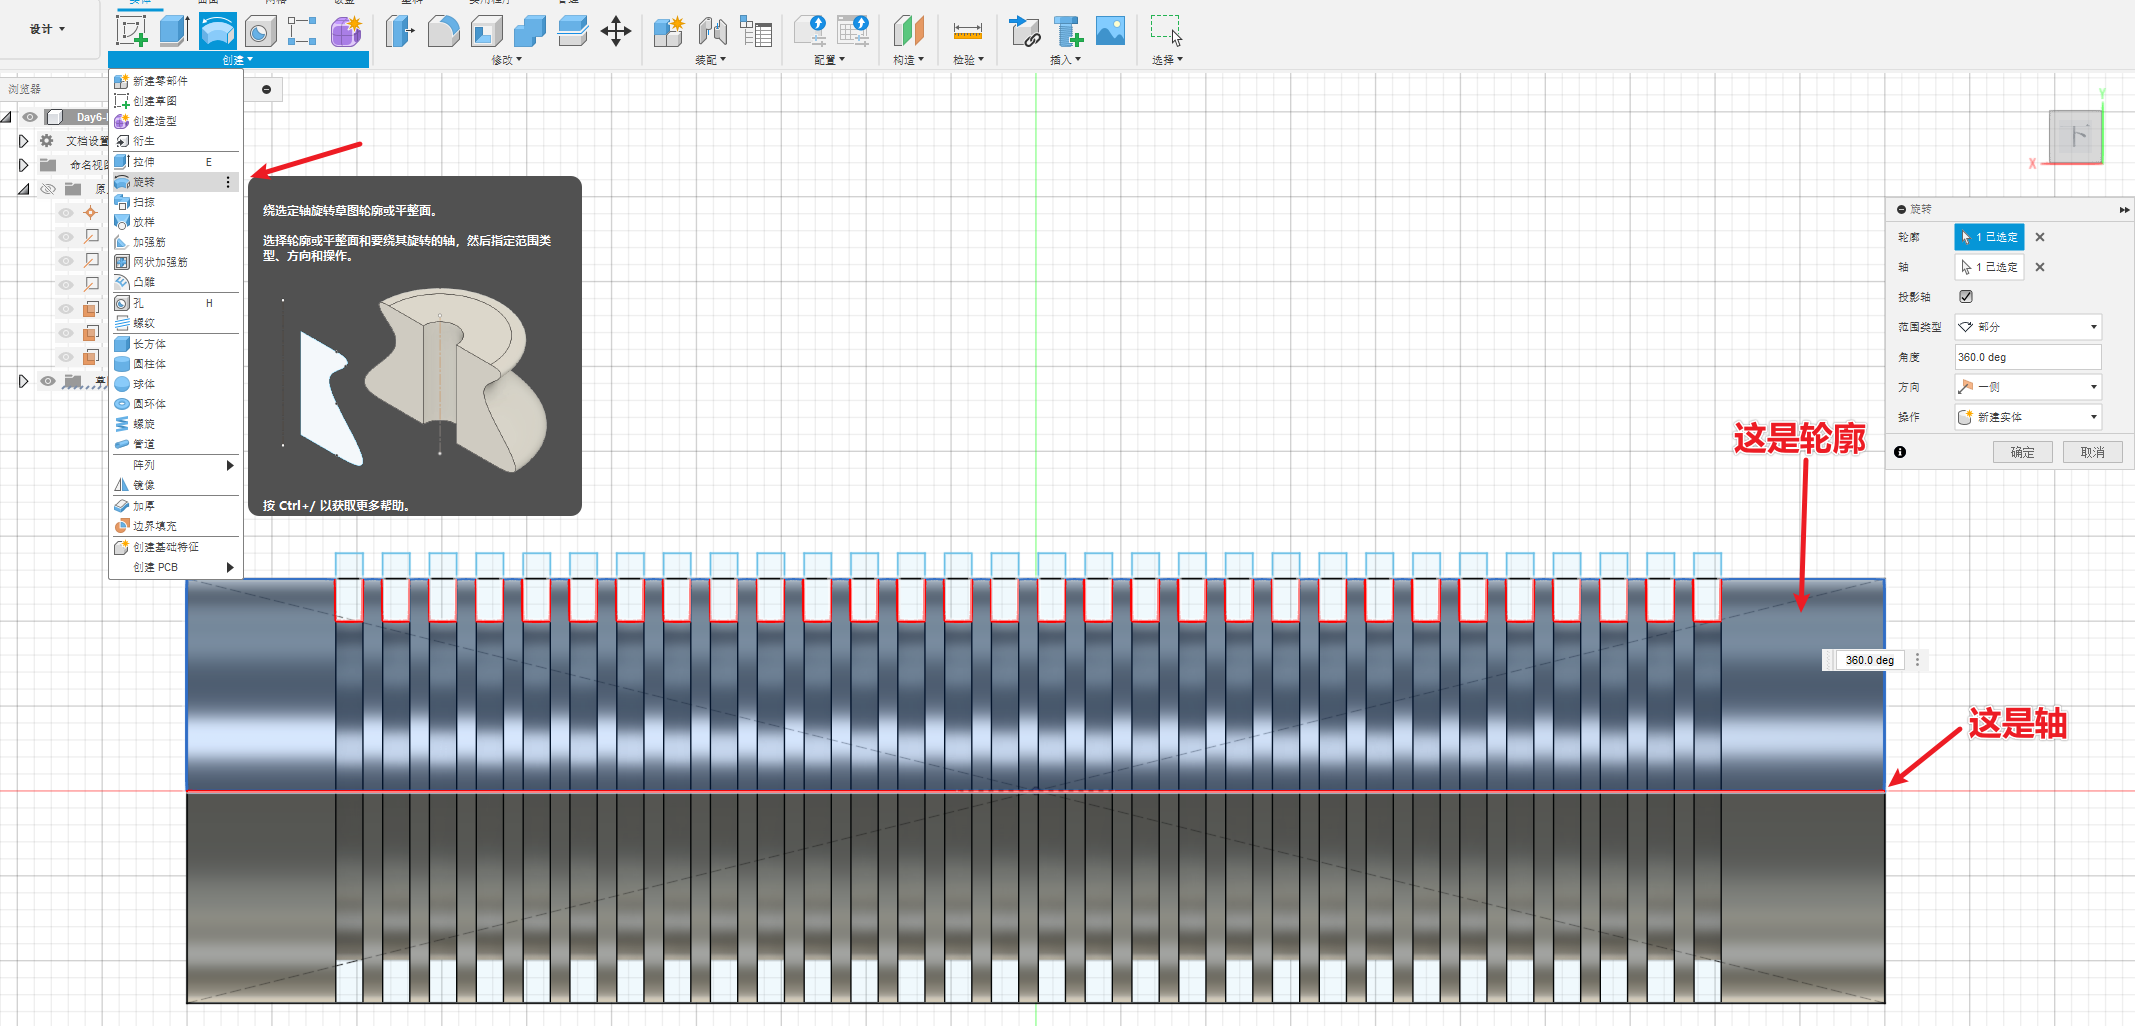 设计
创建
修改
装配
配置
构造
检验
插入
选择
浏览器
新建零部件
创建草图
创建造型
衍生
拉伸 E
旋转
扫掠
放样
加强筋
网状加强筋
凸雕
孔 H
螺纹
长方体
圆柱体
球体
圆环体
螺旋
管道
阵列
镜像
加厚
边界填充
创建基础特征
创建 PCB
Day6-
文档设置
命名视
原
草
绕选定轴旋转草图轮廓或平整面。
选择轮廓或平整面和要绕其旋转的轴，然后指定范围类
型、方向和操作。
按 Ctrl+/ 以获取更多帮助。
Y
下
X
旋转
轮廓 1 已选定
轴 1 已选定
投影轴
范围类型 部分
角度 360.0 deg
方向 一侧
操作 新建实体
确定 取消
这是轮廓
360.0 deg
这是轴